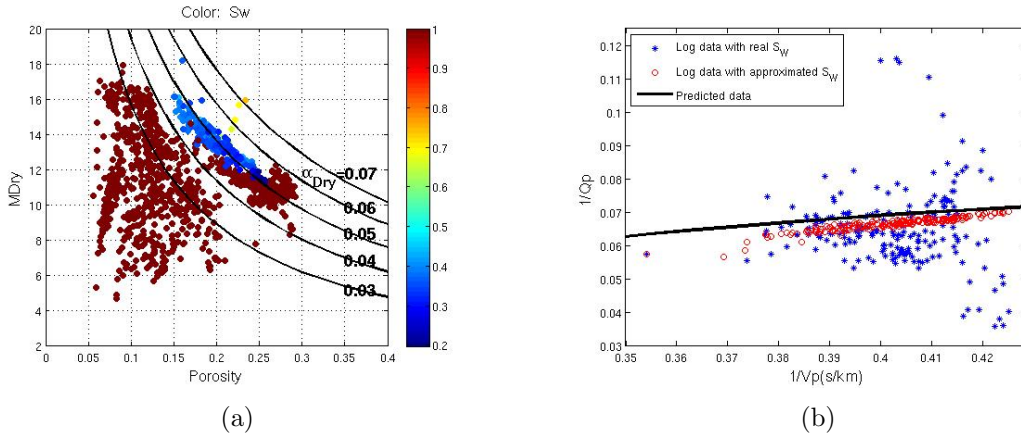 Color: Sw
MDry
20
18
16
14
12
10
8
6
4
2
0 0.05 0.1 0.15 0.2 0.25 0.3 0.35 0.4
Porosity
α_Dry=0.07
0.06
0.05
0.04
0.03
1
0.9
0.8
0.7
0.6
0.5
0.4
0.3
0.2
(a)
1/Qp
0.12
0.11
0.1
0.09
0.08
0.07
0.06
0.05
0.04
0.03
Log data with real S_W
Log data with approximated S_W
Predicted data
0.35 0.36 0.37 0.38 0.39 0.4 0.41 0.42
1/Vp(s/km)
(b)